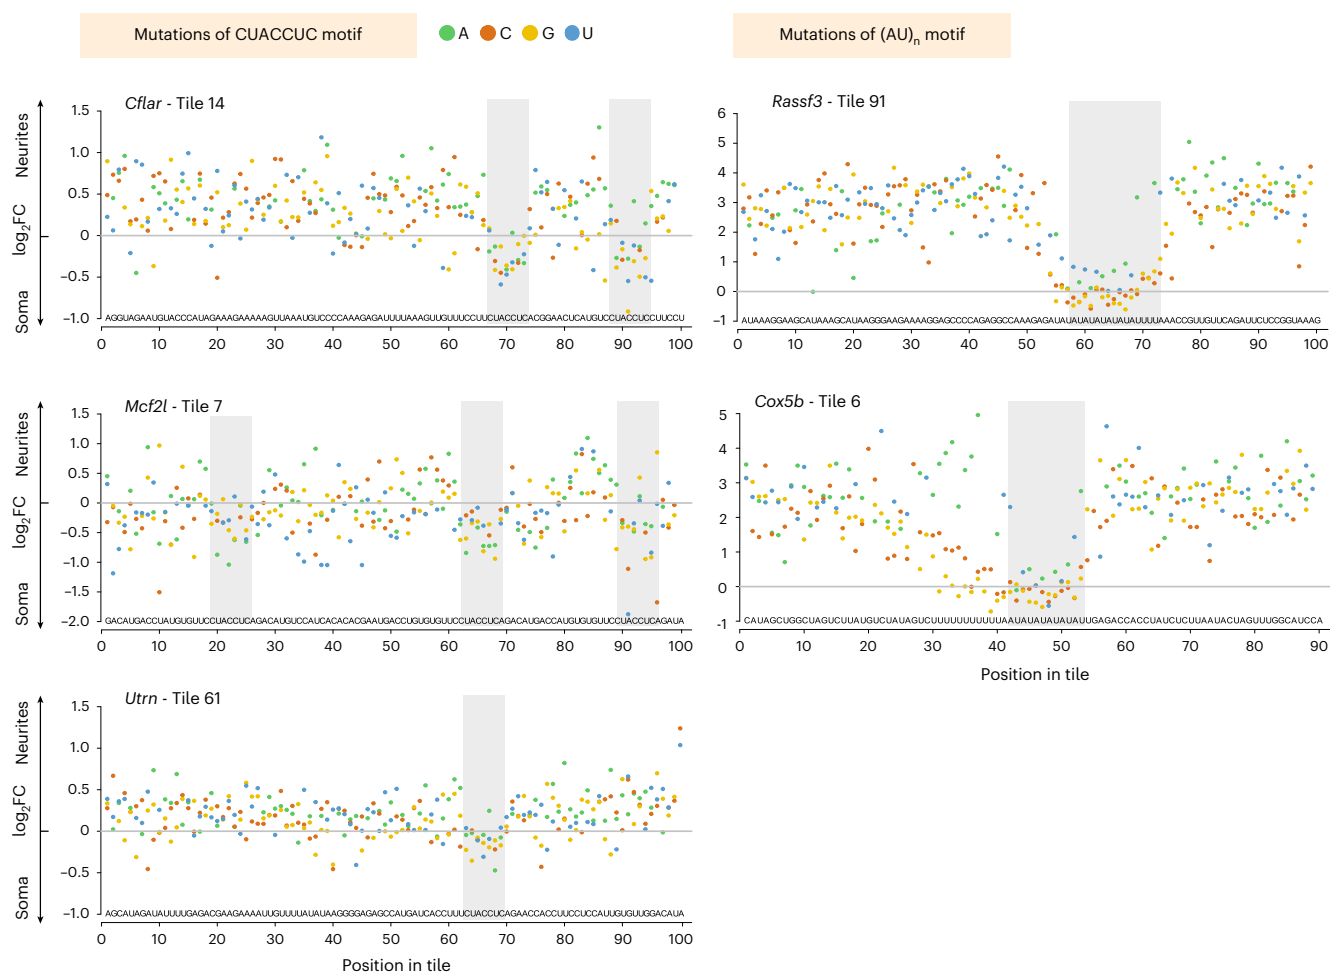 Mutations of CUACCUC motif
A C G U
Mutations of (AU)n motif
Cflar - Tile 14
Neurites
log2FC
Soma
1.5
1.0
0.5
0
–0.5
–1.0
0 10 20 30 40 50 60 70 80 90 100
Rassf3 - Tile 91
6
5
4
3
2
1
0
–1
0 10 20 30 40 50 60 70 80 90 100
Mcf2l - Tile 7
Neurites
log2FC
Soma
1.5
1.0
0.5
0
–0.5
–1.0
–1.5
–2.0
0 10 20 30 40 50 60 70 80 90 100
Cox5b - Tile 6
5
4
3
2
1
0
-1
0 10 20 30 40 50 60 70 80 90
Position in tile
Utrn - Tile 61
Neurites
log2FC
Soma
1.5
1.0
0.5
0
–0.5
–1.0
0 10 20 30 40 50 60 70 80 90 100
Position in tile